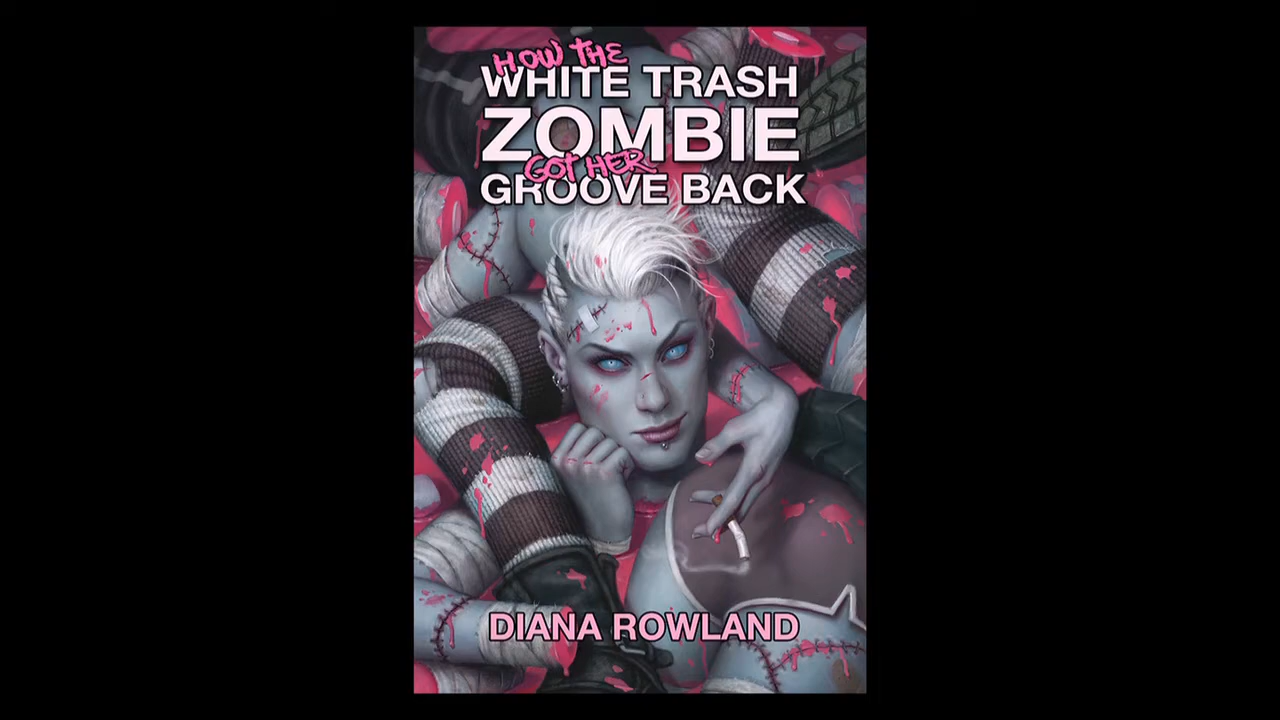 HOW THE
WHITE TRASH
ZOMBIE
GOT HER
GROOVE BACK
DIANA ROWLAND